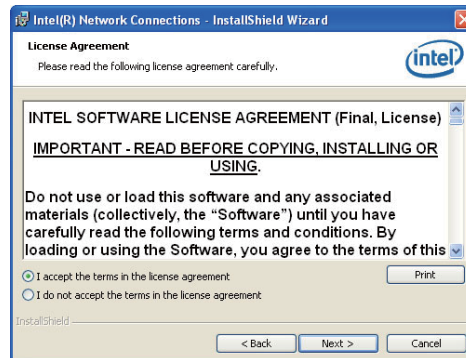 Intel(R) Network Connections - InstallShield Wizard
License Agreement
Please read the following license agreement carefully.
intel
INTEL SOFTWARE LICENSE AGREEMENT (Final, License)
IMPORTANT - READ BEFORE COPYING, INSTALLING OR
USING.
Do not use or load this software and any associated
materials (collectively, the “Software”) until you have
carefully read the following terms and conditions. By
loading or using the Software, you agree to the terms of this
I accept the terms in the license agreement
Print
I do not accept the terms in the license agreement
InstallShield
< Back
Next >
Cancel